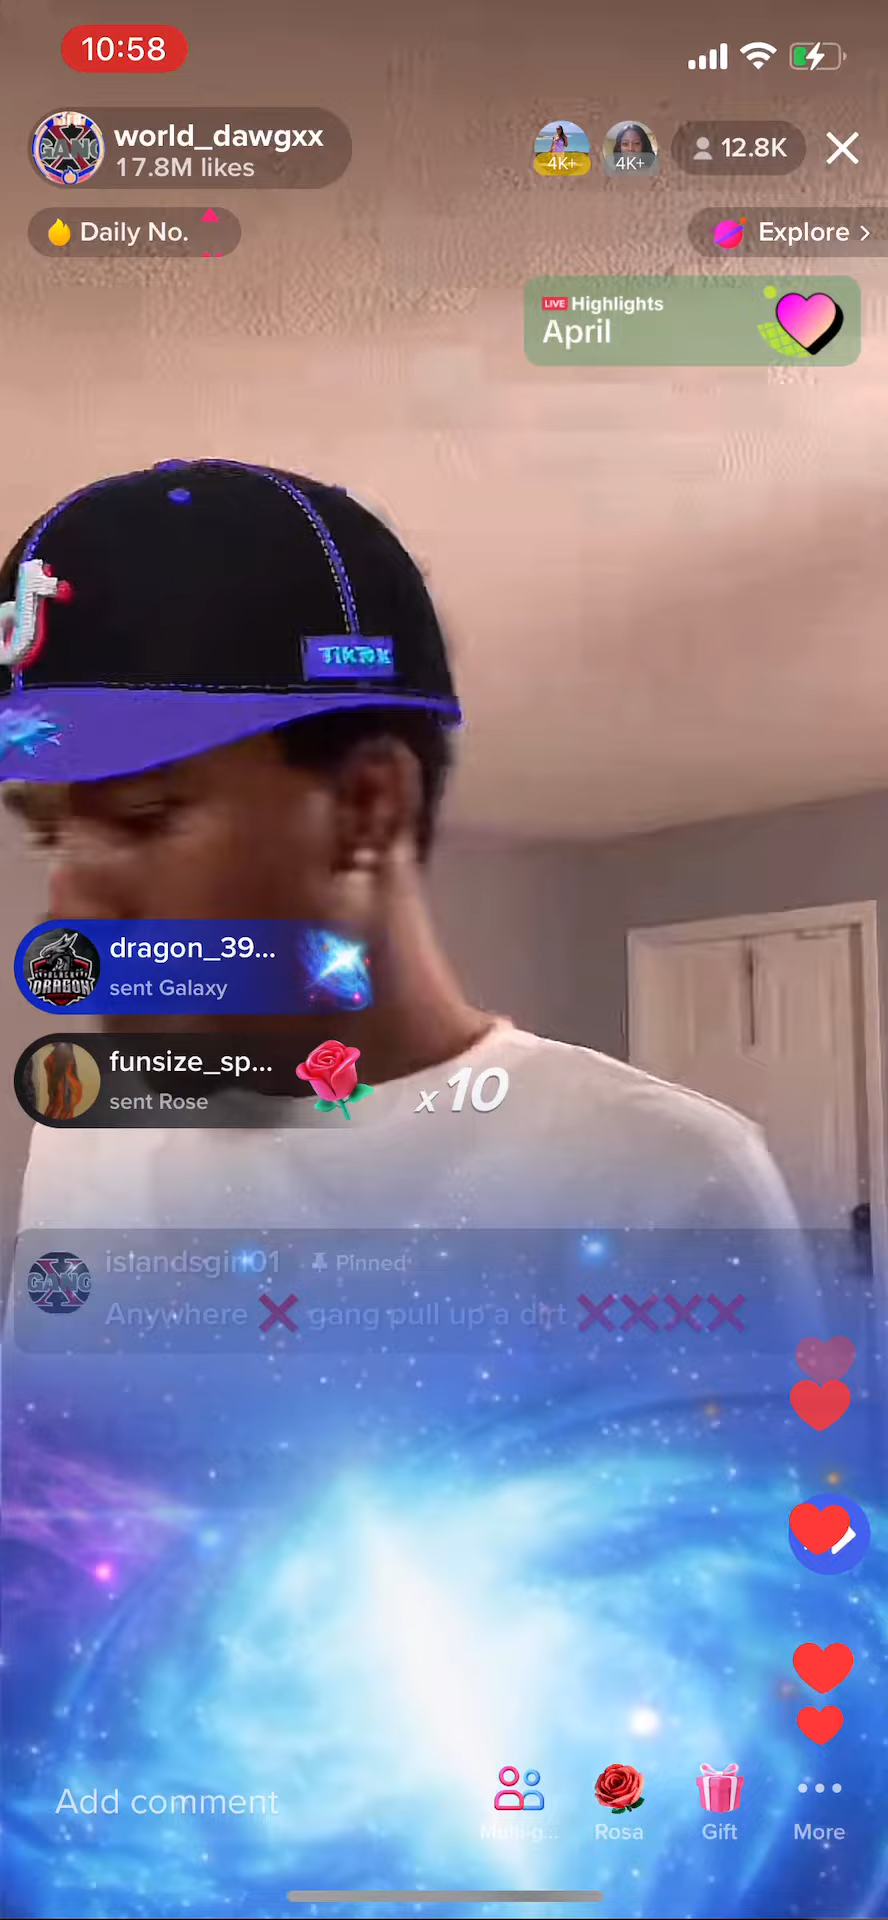 10:58
world_dawgxx
17.8M likes
4K+
4K+
12.8K
Daily No.
Explore >
LIVE Highlights
April
TikTok
dragon_39...
sent Galaxy
funsize_sp...
sent Rose
x10
islandsgirl01 Pinned
Anywhere ❌ gang pull up a dirt ❌❌❌❌
Add comment
Rosa
Gift
More